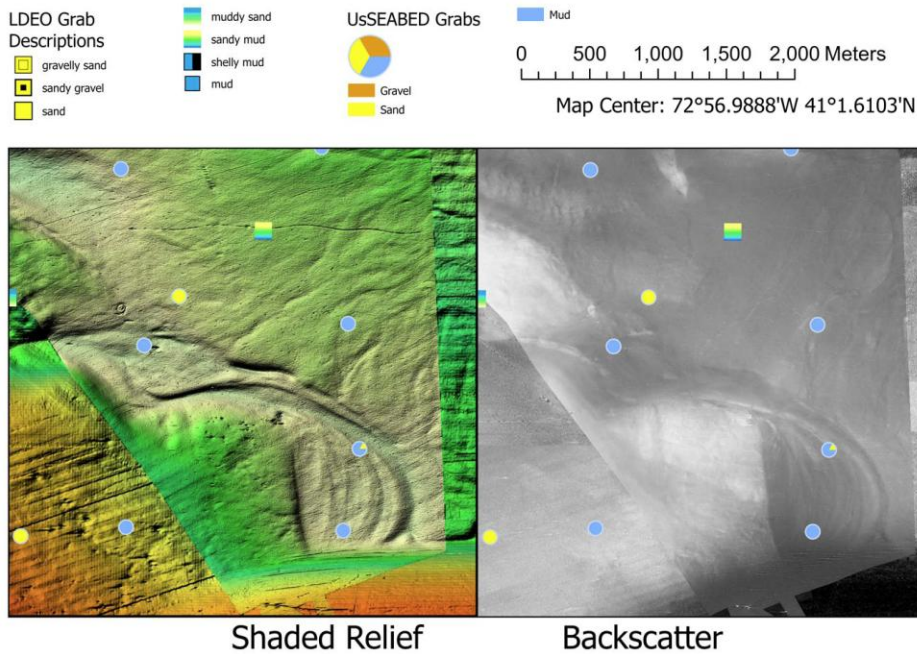 LDEO Grab
Descriptions
gravelly sand
sandy gravel
sand
muddy sand
sandy mud
shelly mud
mud
UsSEABED Grabs
Gravel
Sand
Mud
0 500 1,000 1,500 2,000 Meters
Map Center: 72°56.9888'W 41°1.6103'N
Shaded Relief
Backscatter